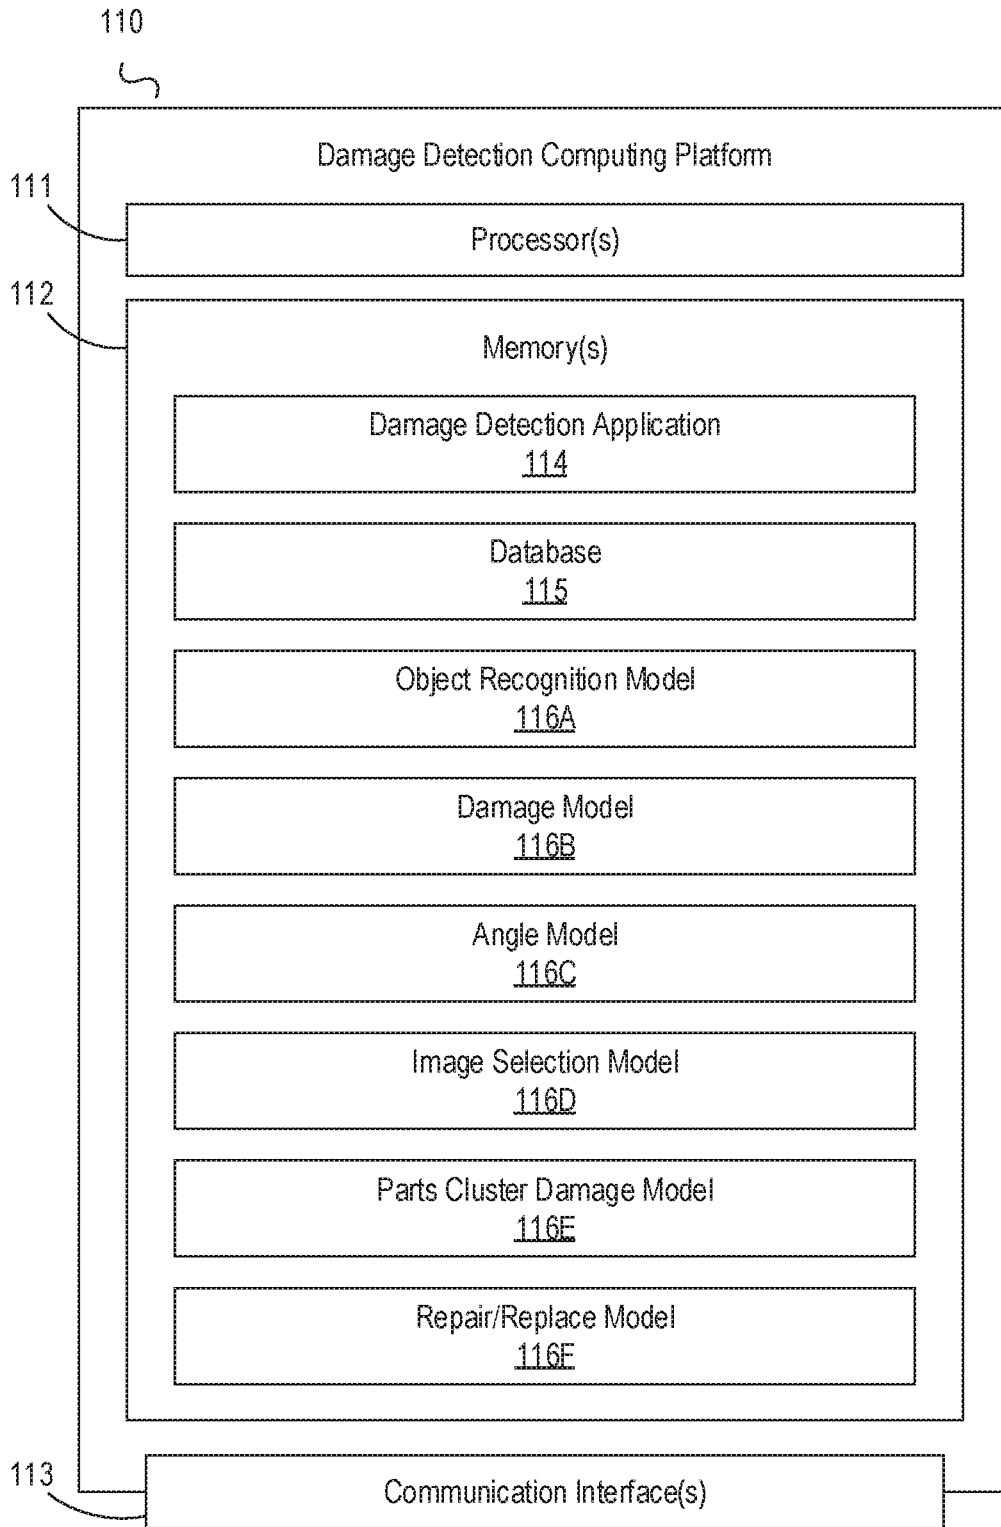 110
Damage Detection Computing Platform
111
Processor(s)
112
Memory(s)
Damage Detection Application
114
Database
115
Object Recognition Model
116A
Damage Model
116B
Angle Model
116C
Image Selection Model
116D
Parts Cluster Damage Model
116E
Repair/Replace Model
116F
113
Communication Interface(s)